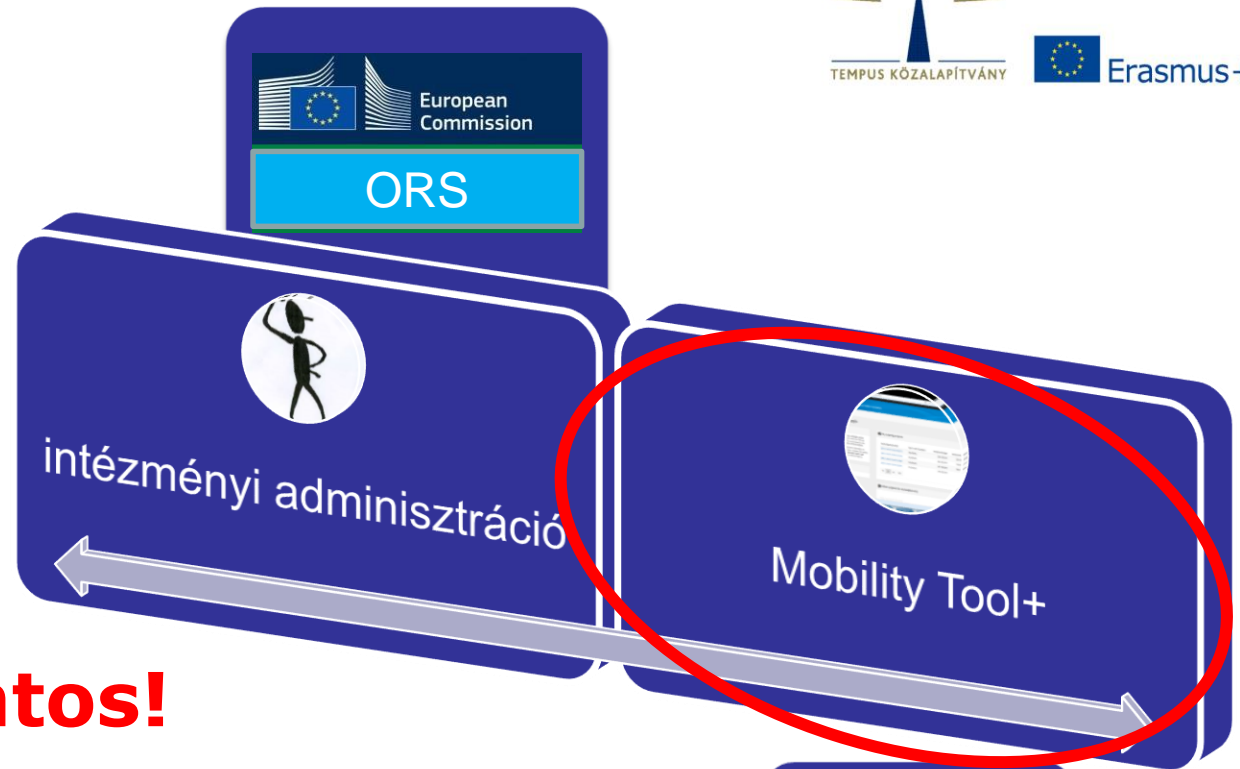 TEMPUS KÖZALAPÍTVÁNY
Erasmus+
European
Commission
ORS
intézményi adminisztráció
Mobility Tool+
ntos!